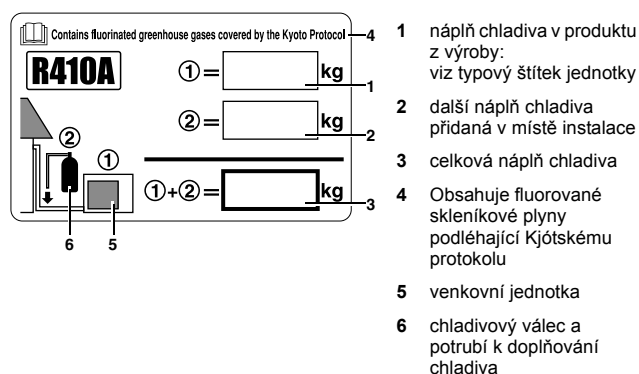 Contains fluorinated greenhouse gases covered by the Kyoto Protocol
4
R410A
①=
kg
1
②=
kg
2
②
①
①+②=
kg
3
6
5
1 náplň chladiva v produktu
z výroby:
viz typový štítek jednotky
2 další náplň chladiva
přidaná v místě instalace
3 celková náplň chladiva
4 Obsahuje fluorované
skleníkové plyny
podléhající Kjótskému
protokolu
5 venkovní jednotka
6 chladivový válec a
potrubí k doplňování
chladiva